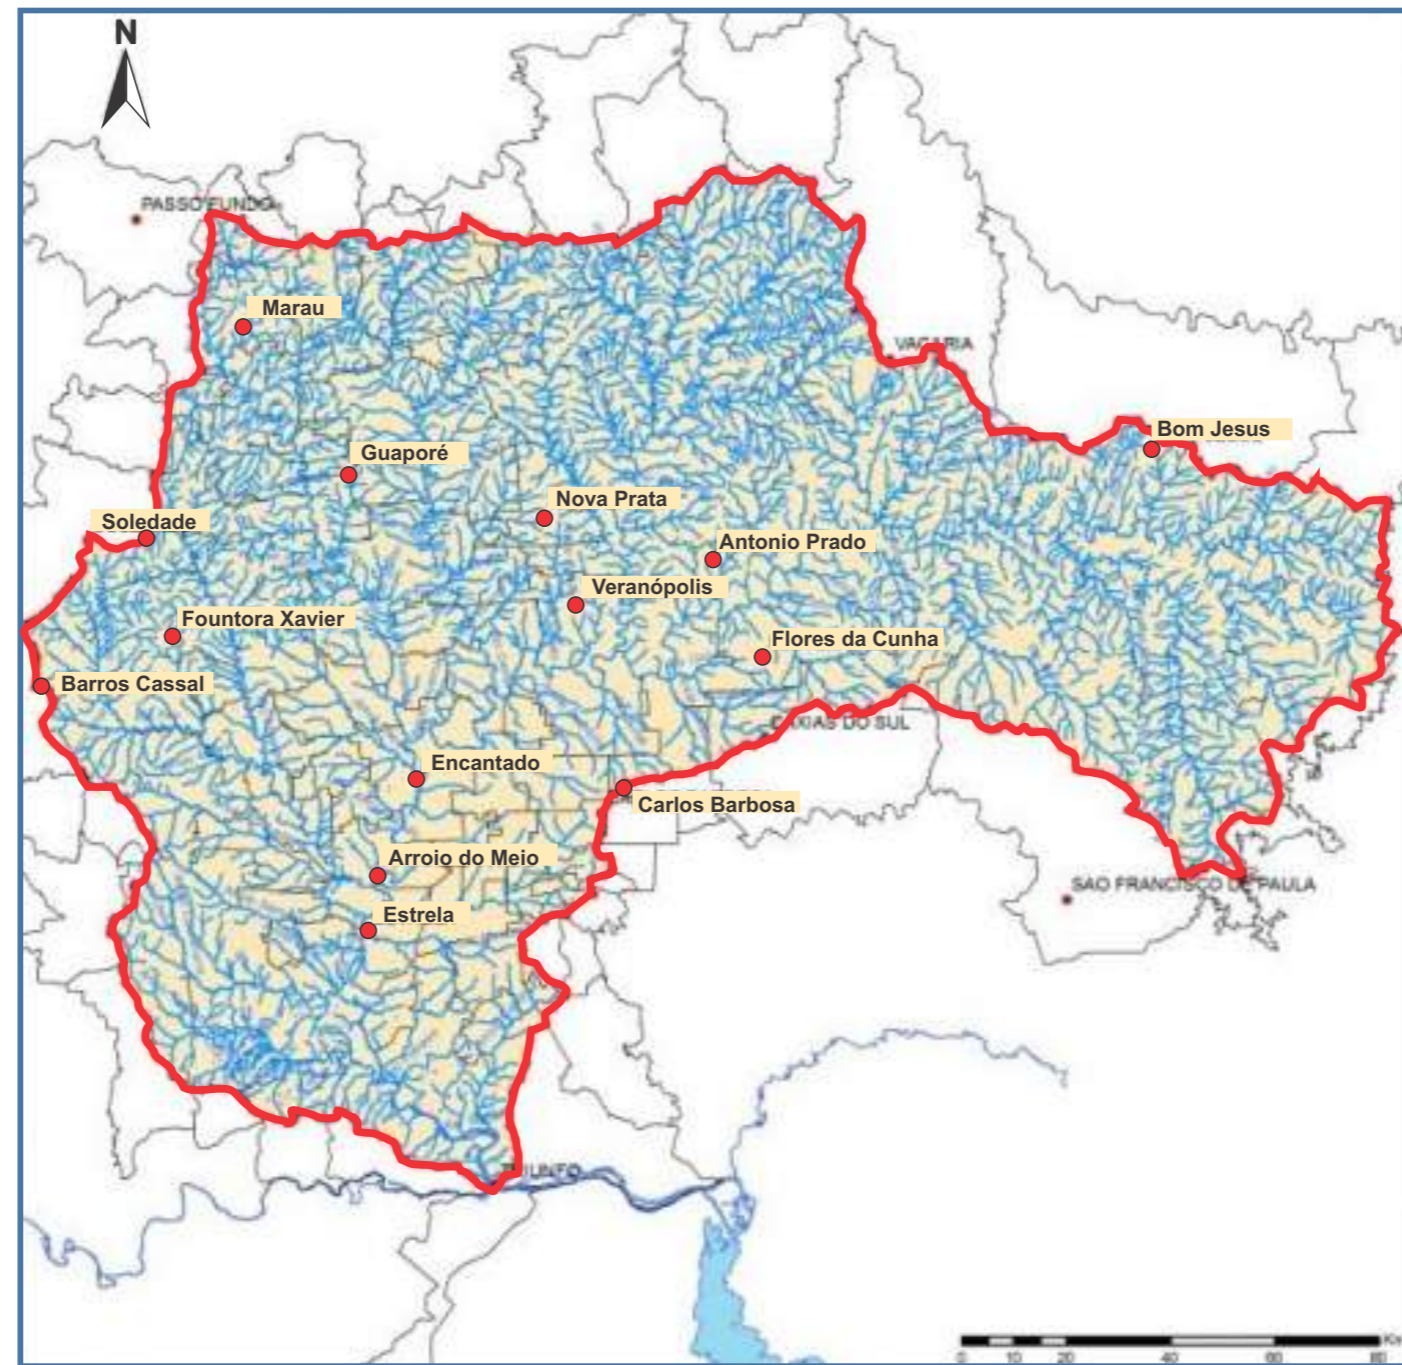 N
PASSO FUNDO
Marau
VACARIA
Bom Jesus
Guaporé
Nova Prata
Soledade
Antonio Prado
Veranópolis
Fountora Xavier
Flores da Cunha
Barros Cassal
CAXIAS DO SUL
Encantado
Carlos Barbosa
Arroio do Meio
SAO FRANCISCO DE PAULA
Estrela
TRIUNFO
0 10 20 40 60 80